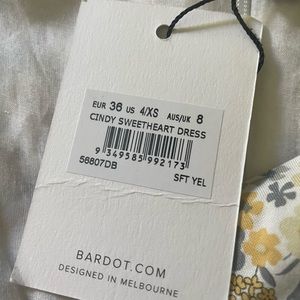 EUR 36 US 4/XS AUS/UK 8
CINDY SWEETHEART DRESS
9 349585 992173
56807DB SFT YEL
BARDOT.COM
DESIGNED IN MELBOURNE